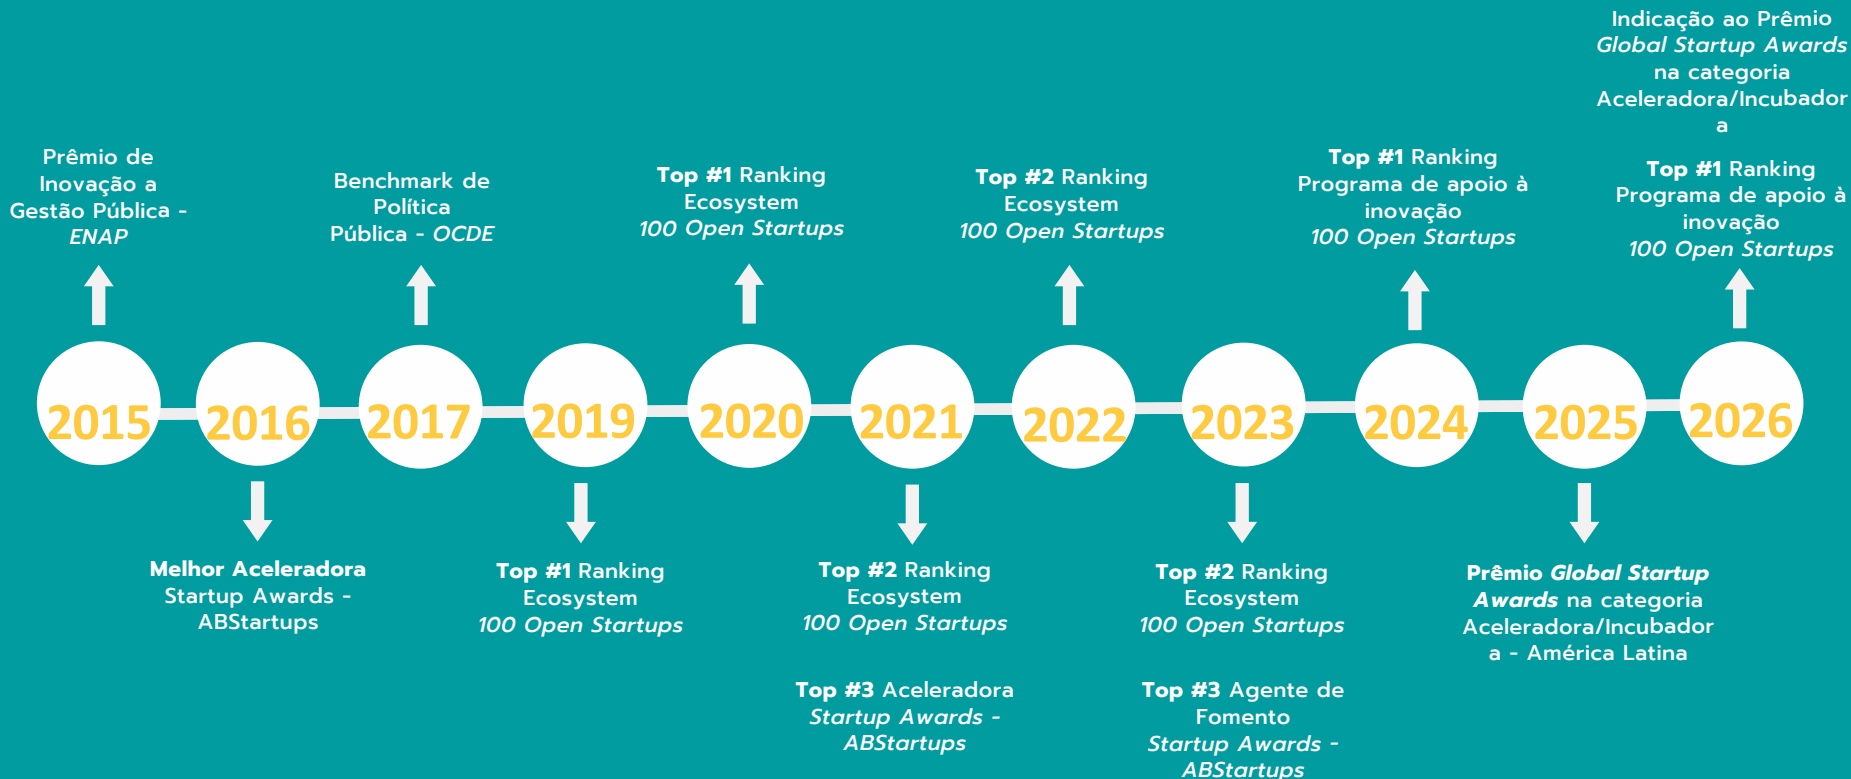 Prêmio de
Inovação a
Gestão Pública -
ENAP
Benchmark de
Política
Pública - OCDE
Top #1 Ranking
Ecosystem
100 Open Startups
Top #2 Ranking
Ecosystem
100 Open Startups
Top #1 Ranking
Programa de apoio à
inovação
100 Open Startups
Indicação ao Prêmio
Global Startup Awards
na categoria
Aceleradora/Incubador
a
Top #1 Ranking
Programa de apoio à
inovação
100 Open Startups
2015
2016
2017
2019
2020
2021
2022
2023
2024
2025
2026
Melhor Aceleradora
Startup Awards -
ABStartups
Top #1 Ranking
Ecosystem
100 Open Startups
Top #2 Ranking
Ecosystem
100 Open Startups
Top #3 Aceleradora
Startup Awards -
ABStartups
Top #2 Ranking
Ecosystem
100 Open Startups
Top #3 Agente de
Fomento
Startup Awards -
ABStartups
Prêmio Global Startup
Awards na categoria
Aceleradora/Incubador
a - América Latina